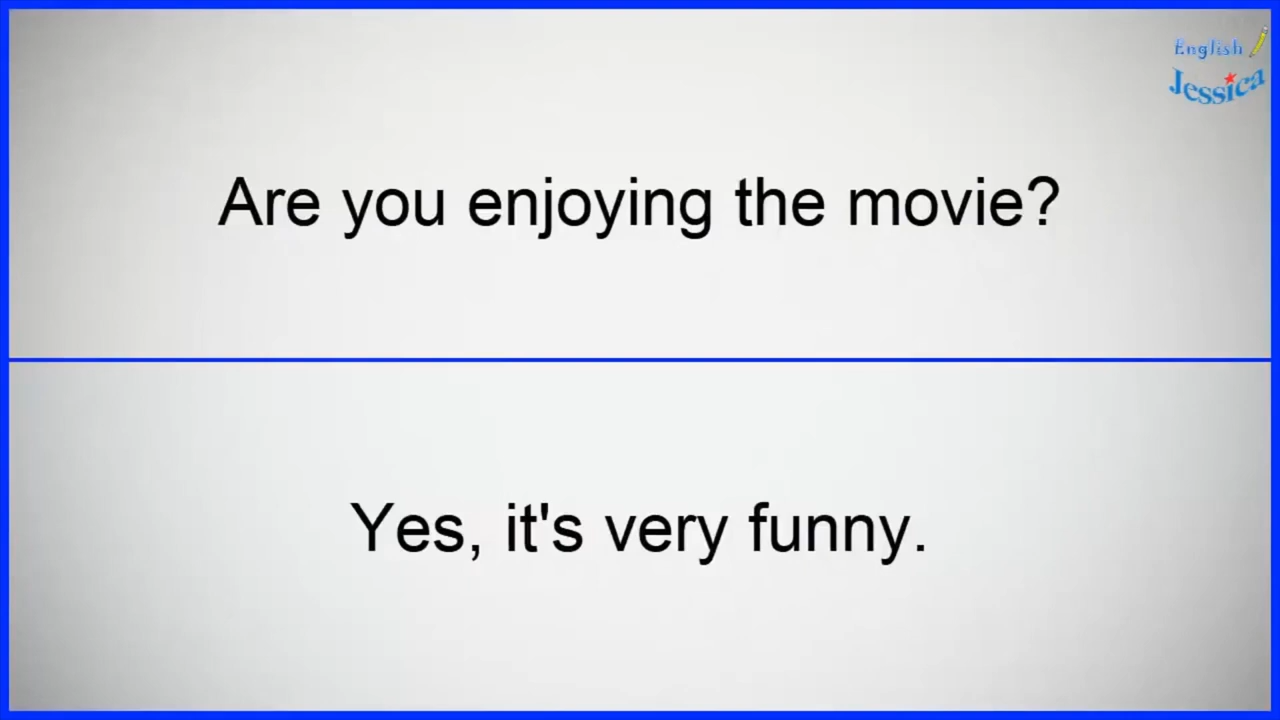 English
Jessica
Are you enjoying the movie?
Yes, it's very funny.